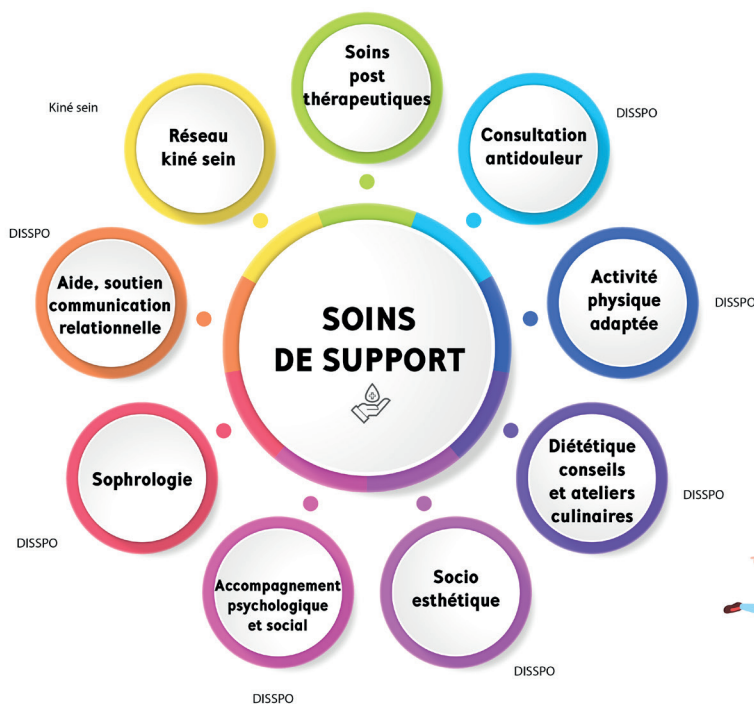 Soins
post
thérapeutiques
Kiné sein
Réseau
kiné sein
Consultation
antidouleur
DISSPO
DISSPO
Aide, soutien
communication
relationnelle
SOINS
DE SUPPORT
Activité
physique
adaptée
DISSPO
Sophrologie
DISSPO
Diététique
conseils
et ateliers
culinaires
DISSPO
Accompagnement
psychologique
et social
DISSPO
Socio
esthétique
DISSPO